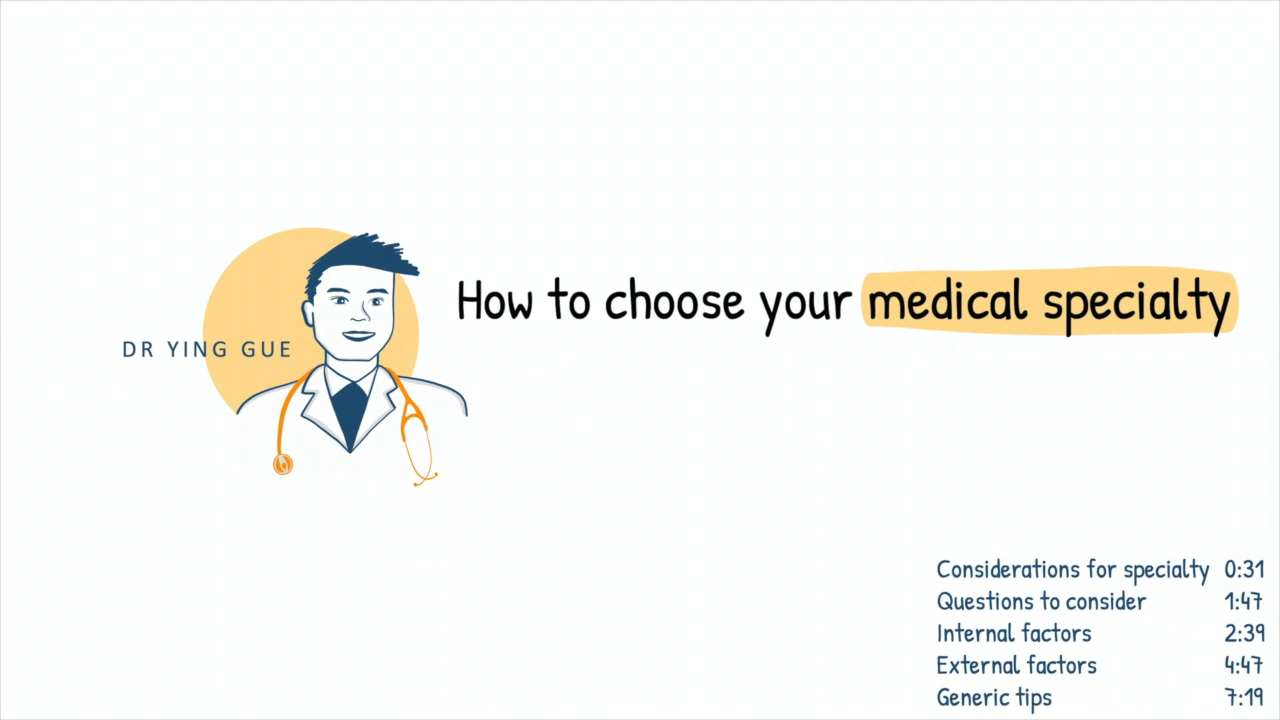 DR YING GUE
How to choose your medical specialty
Considerations for specialty 0:31
Questions to consider 1:47
Internal factors 2:39
External factors 4:47
Generic tips 7:19